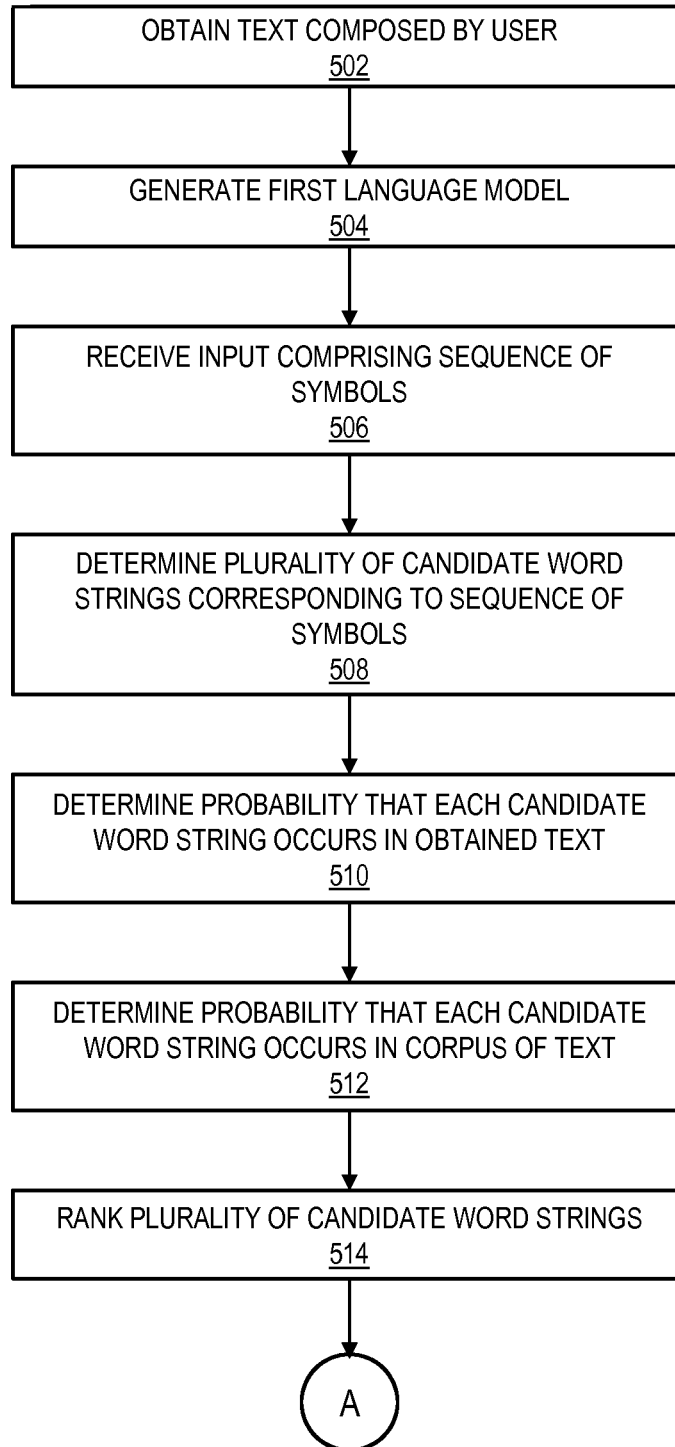 OBTAIN TEXT COMPOSED BY USER
502
GENERATE FIRST LANGUAGE MODEL
504
RECEIVE INPUT COMPRISING SEQUENCE OF
SYMBOLS
506
DETERMINE PLURALITY OF CANDIDATE WORD
STRINGS CORRESPONDING TO SEQUENCE OF
SYMBOLS
508
DETERMINE PROBABILITY THAT EACH CANDIDATE
WORD STRING OCCURS IN OBTAINED TEXT
510
DETERMINE PROBABILITY THAT EACH CANDIDATE
WORD STRING OCCURS IN CORPUS OF TEXT
512
RANK PLURALITY OF CANDIDATE WORD STRINGS
514
A